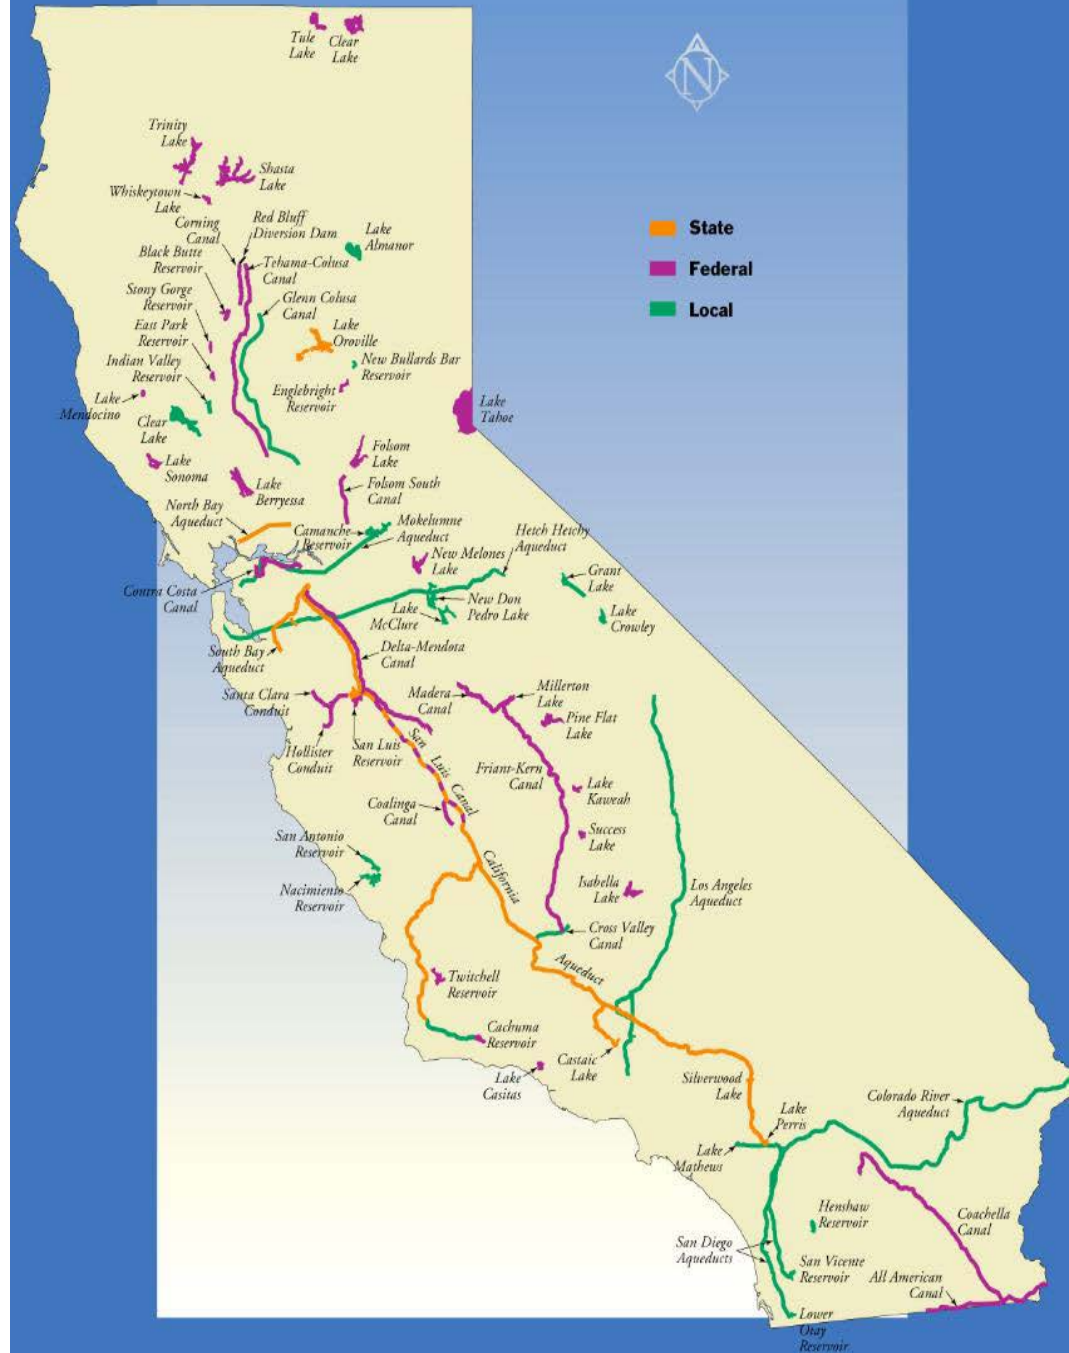 Tule
Lake
Clear
Lake
N
Trinity
Lake
Shasta
Lake
Whiskeytown
Lake
Corning
Canal
Red Bluff
Diversion Dam
Lake
Almanor
Black Butte
Reservoir
Tehama-Colusa
Canal
Stony Gorge
Reservoir
Glenn Colusa
Canal
East Park
Reservoir
Lake
Oroville
Indian Valley
Reservoir
New Bullards Bar
Reservoir
Englebright
Reservoir
Lake
Mendocino
Lake
Tahoe
Clear
Lake
State
Federal
Local
Lake
Sonoma
Folsom
Lake
Lake
Berryessa
Folsom South
Canal
North Bay
Aqueduct
Camanche
Reservoir
Mokelumne
Aqueduct
Hetch Hetchy
Aqueduct
New Melones
Lake
Grant
Lake
Contra Costa
Canal
New Don
Pedro Lake
Lake
McClure
Lake
Crowley
South Bay
Aqueduct
Delta-Mendota
Canal
Santa Clara
Conduit
Madera
Canal
Millerton
Lake
Pine Flat
Lake
Hollister
Conduit
San Luis
Reservoir
San Luis Canal
Friant-Kern
Canal
Lake
Kaweah
Coalinga
Canal
Success
Lake
San Antonio
Reservoir
Nacimiento
Reservoir
California
Isabella
Lake
Los Angeles
Aqueduct
Cross Valley
Canal
Aqueduct
Twitchell
Reservoir
Cachuma
Reservoir
Castaic
Lake
Lake
Casitas
Silverwood
Lake
Lake
Perris
Colorado River
Aqueduct
Lake
Mathews
Henshaw
Reservoir
Coachella
Canal
San Diego
Aqueducts
San Vicente
Reservoir
All American
Canal
Lower
Otay
Reservoir